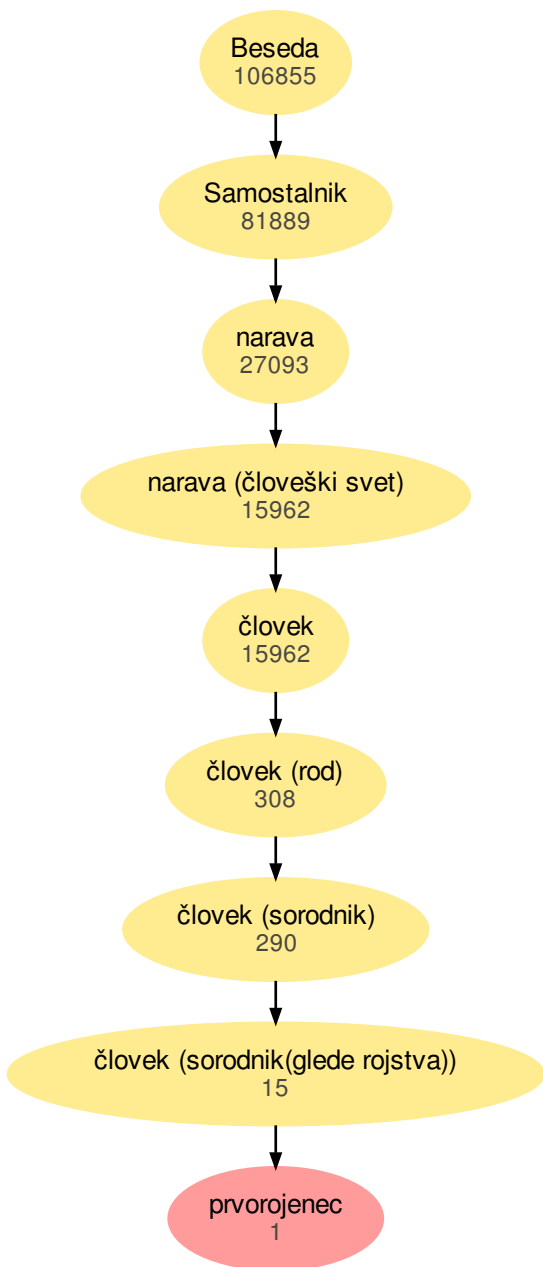 Beseda
106855
Samostalnik
81889
narava
27093
narava (človeški svet)
15962
človek
15962
človek (rod)
308
človek (sorodnik)
290
človek (sorodnik(glede rojstva))
15
prvorojenec
1